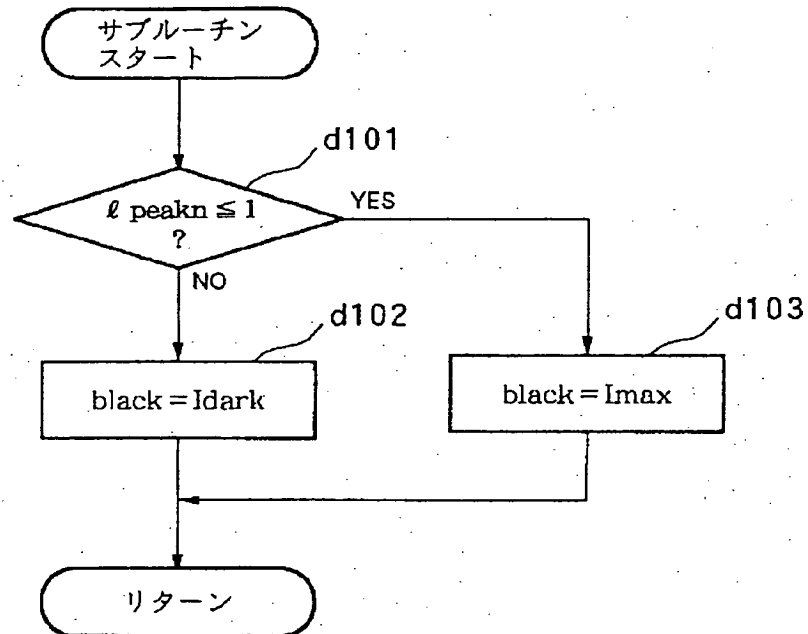 サブルーチン
スタート
d101
ℓ peakn ≦ 1
?
YES
NO
d102
d103
black = Idark
black = Imax
リターン